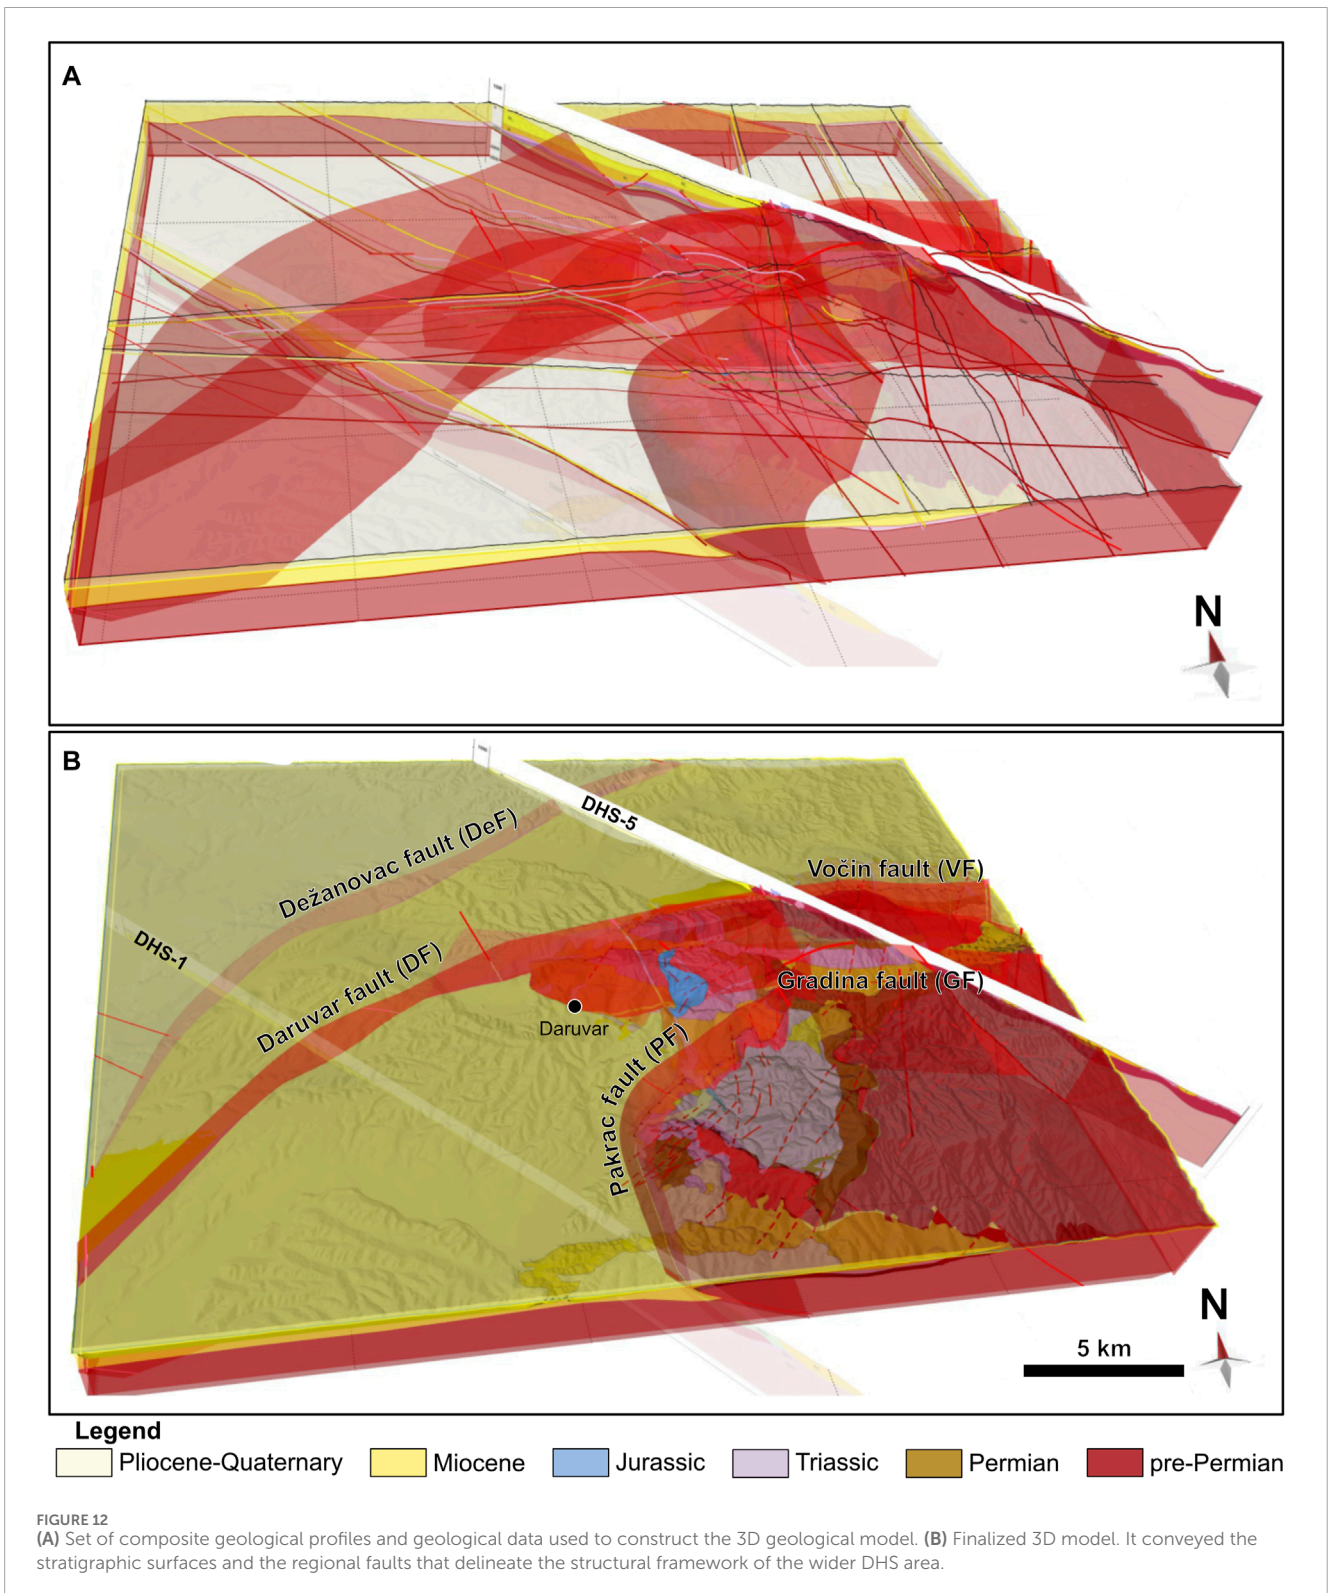 A
N
B
DHS-5
Dežanovac fault (DeF)
Vočin fault (VF)
DHS-1
Daruvar fault (DF)
Gradina fault (GF)
Daruvar
Pakrac fault (PF)
N
5 km
Legend
Pliocene-Quaternary Miocene Jurassic Triassic Permian pre-Permian
FIGURE 12
(A) Set of composite geological profiles and geological data used to construct the 3D geological model. (B) Finalized 3D model. It conveyed the
stratigraphic surfaces and the regional faults that delineate the structural framework of the wider DHS area.